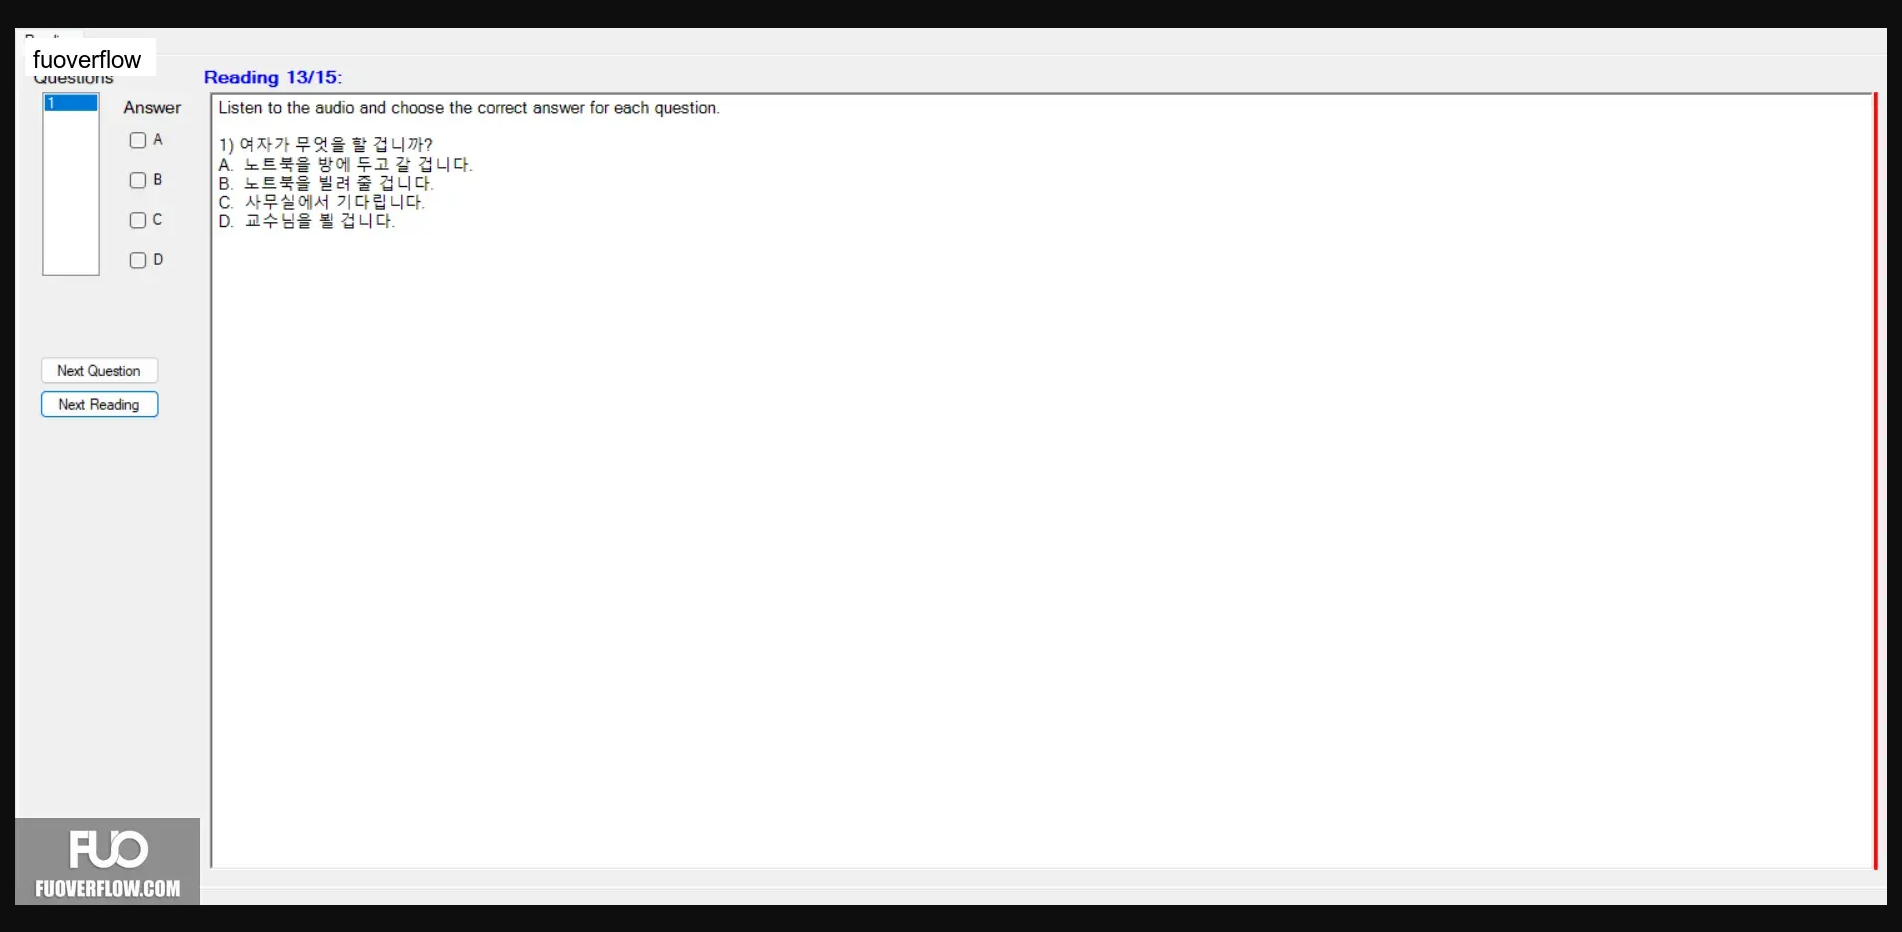 fuoverflow
Questions
Reading 13/15:
1
Answer
A
B
C
D
Listen to the audio and choose the correct answer for each question.
1) 여자가 무엇을 할 겁니까?
A. 노트북을 방에 두고 갈 겁니다.
B. 노트북을 빌려 줄 겁니다.
C. 사무실에서 기다립니다.
D. 교수님을 뵐 겁니다.
Next Question
Next Reading
FUO
FUOVERFLOW.COM